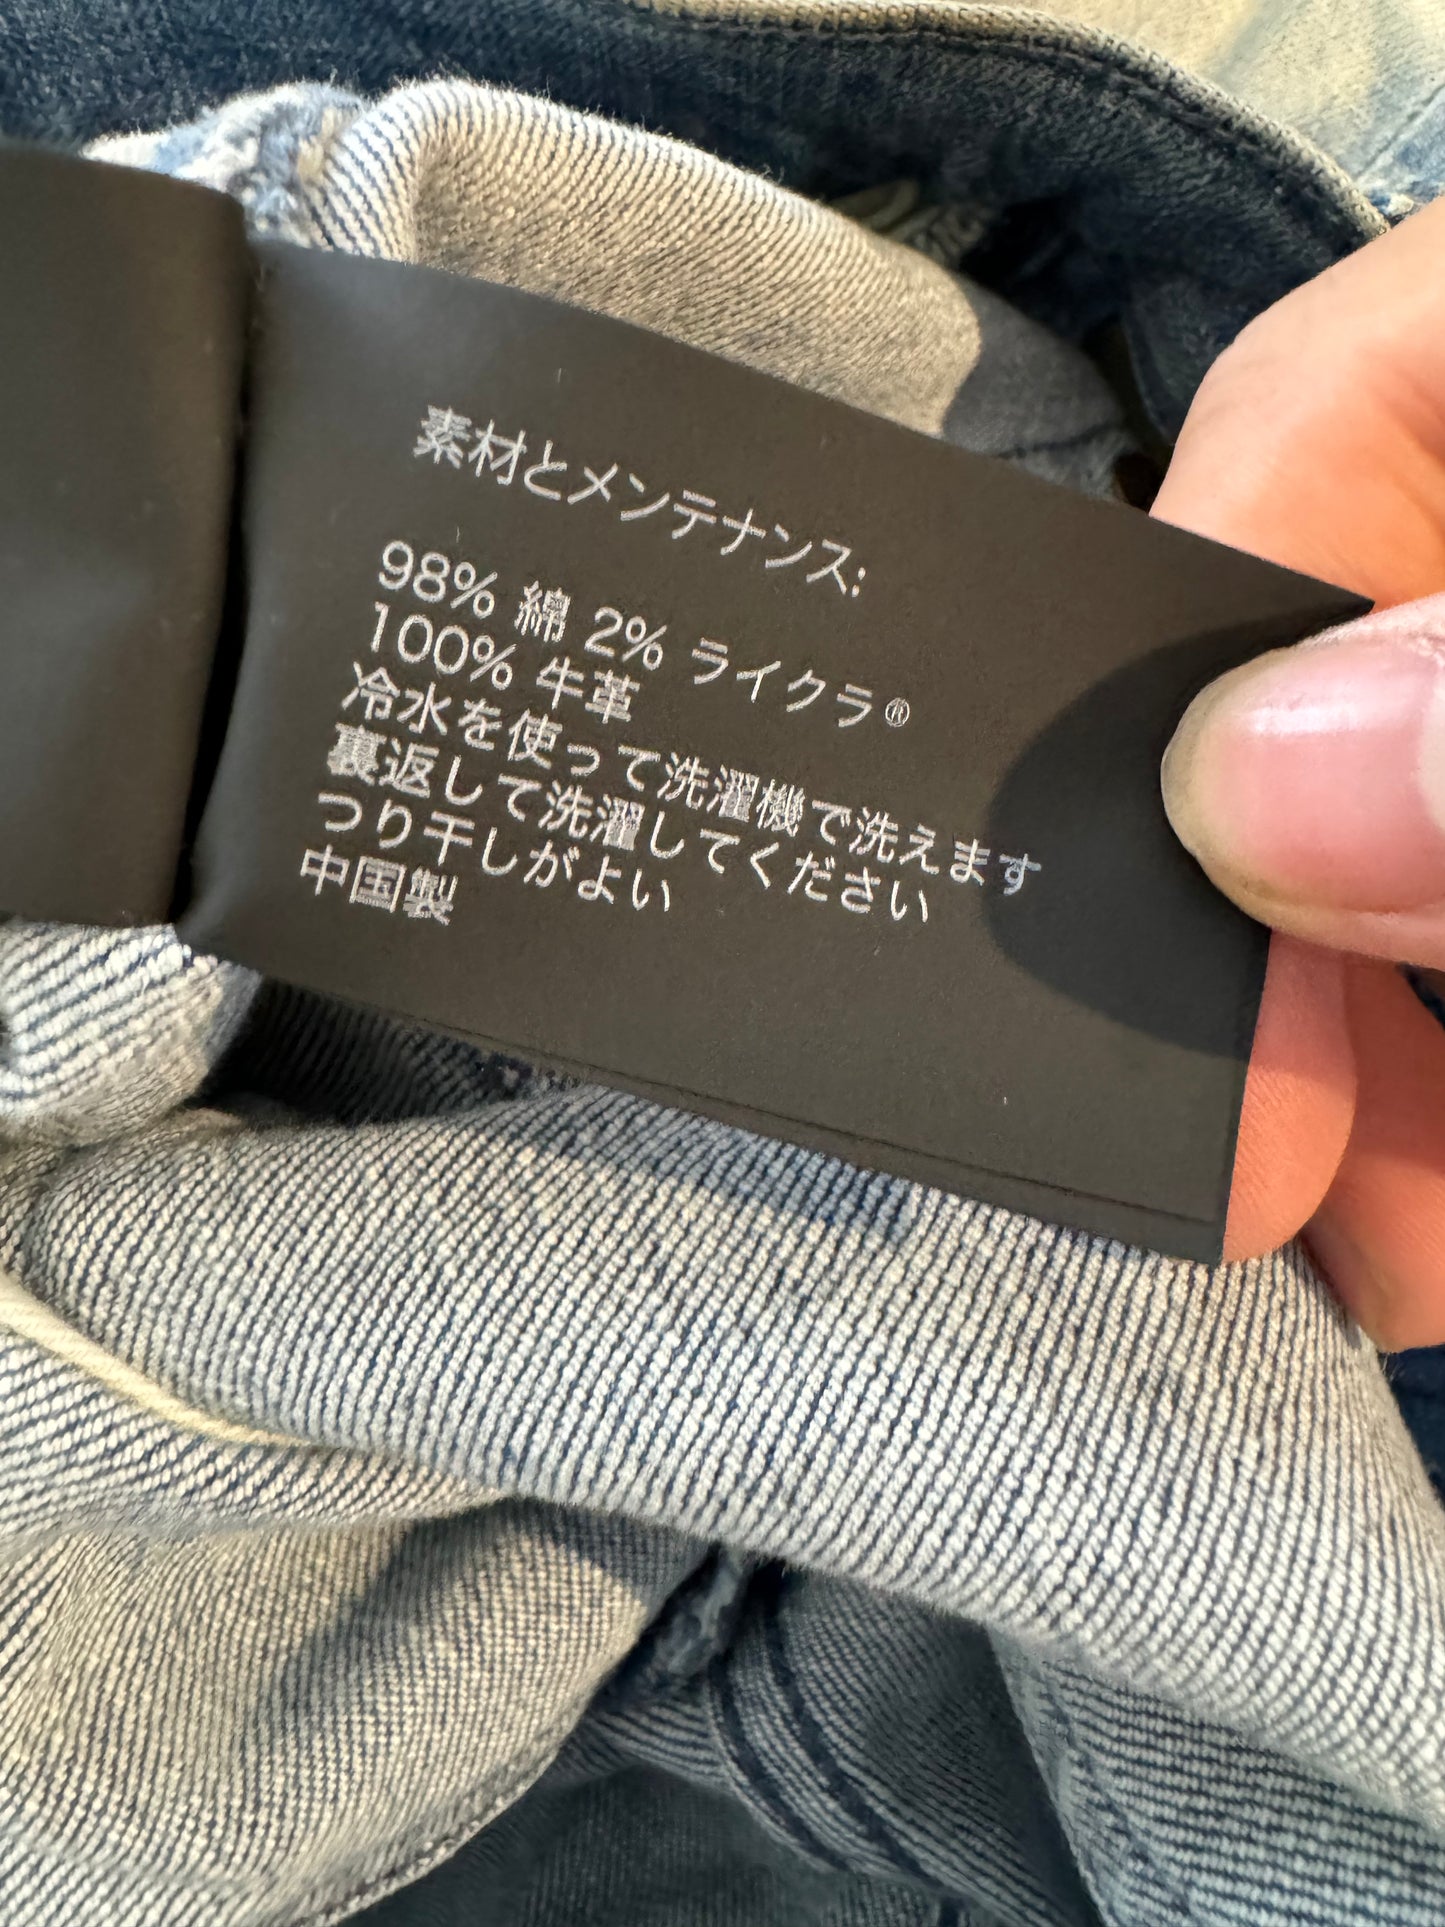 素材とメンテナンス:
98% 綿 2% ライクラ®
100% 牛革
冷水を使って洗濯機で洗えます
裏返して洗濯してください
つり干しがよい
中国製